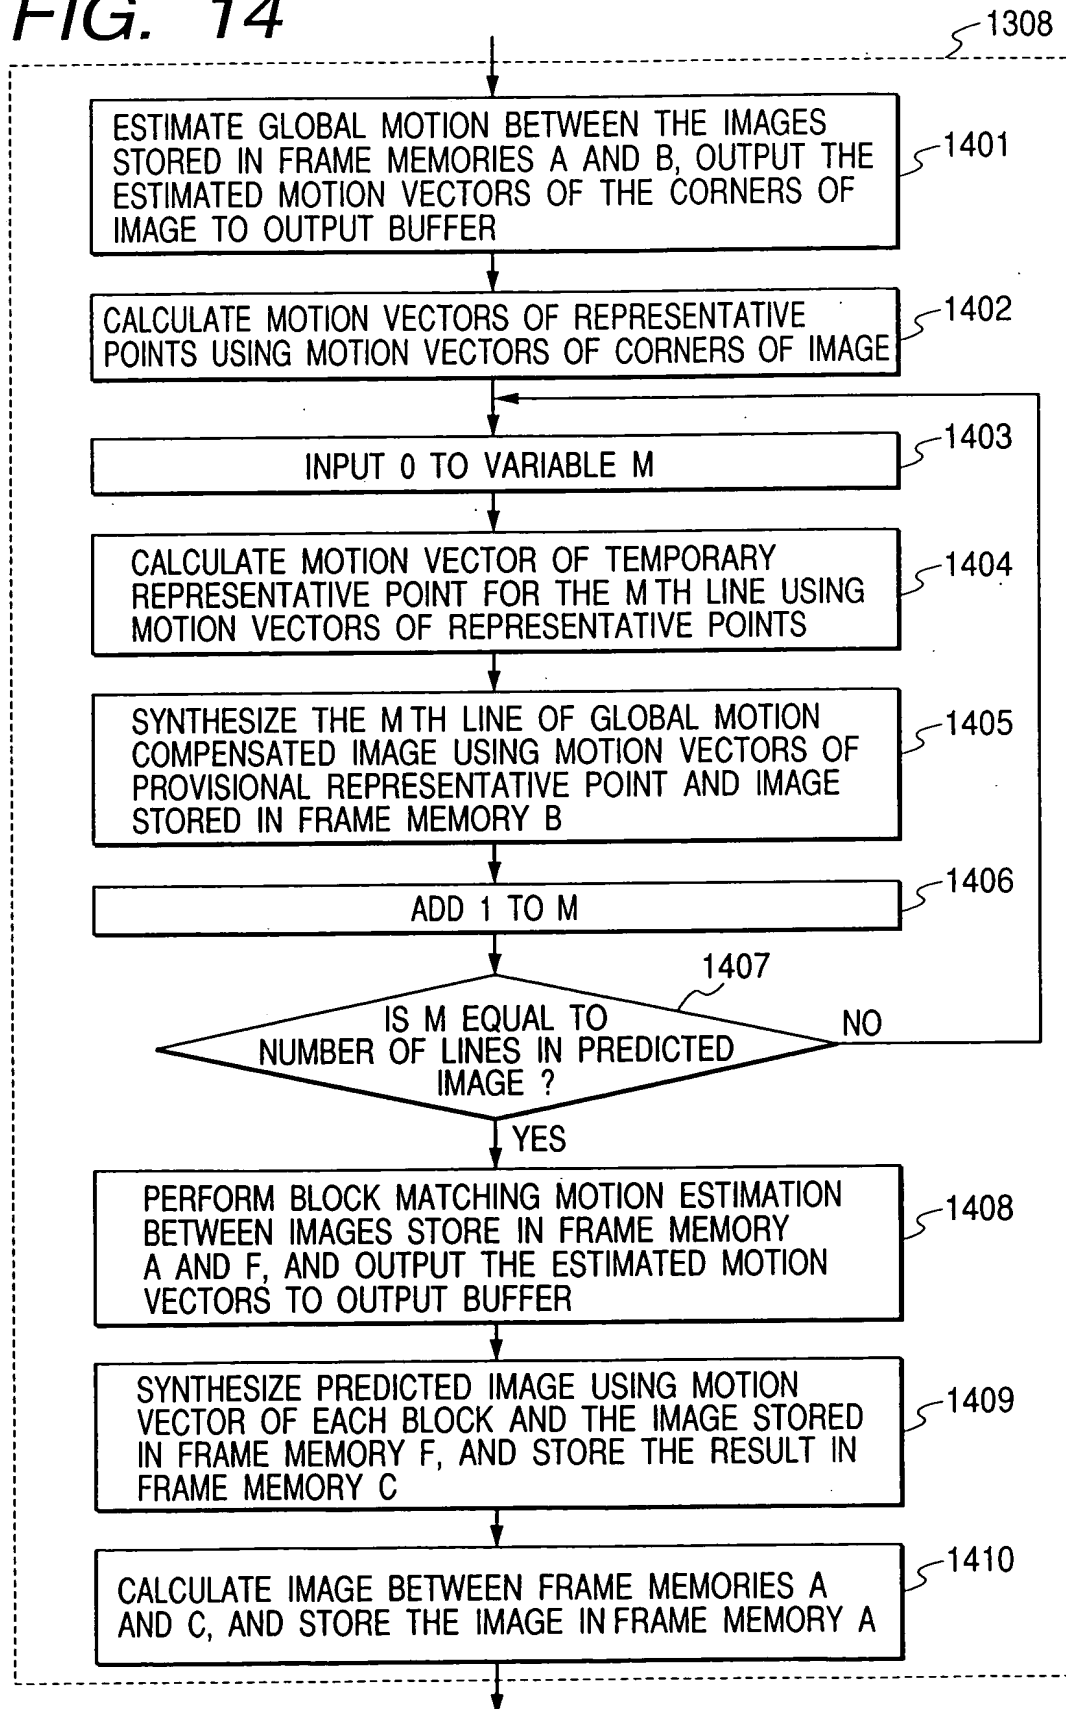 FIG. 14
1308
ESTIMATE GLOBAL MOTION BETWEEN THE IMAGES
STORED IN FRAME MEMORIES A AND B, OUTPUT THE
ESTIMATED MOTION VECTORS OF THE CORNERS OF
IMAGE TO OUTPUT BUFFER
1401
CALCULATE MOTION VECTORS OF REPRESENTATIVE
POINTS USING MOTION VECTORS OF CORNERS OF IMAGE
1402
INPUT 0 TO VARIABLE M
1403
CALCULATE MOTION VECTOR OF TEMPORARY
REPRESENTATIVE POINT FOR THE M TH LINE USING
MOTION VECTORS OF REPRESENTATIVE POINTS
1404
SYNTHESIZE THE M TH LINE OF GLOBAL MOTION
COMPENSATED IMAGE USING MOTION VECTORS OF
PROVISIONAL REPRESENTATIVE POINT AND IMAGE
STORED IN FRAME MEMORY B
1405
ADD 1 TO M
1406
1407
IS M EQUAL TO
NUMBER OF LINES IN PREDICTED
IMAGE ?
NO
YES
PERFORM BLOCK MATCHING MOTION ESTIMATION
BETWEEN IMAGES STORE IN FRAME MEMORY
A AND F, AND OUTPUT THE ESTIMATED MOTION
VECTORS TO OUTPUT BUFFER
1408
SYNTHESIZE PREDICTED IMAGE USING MOTION
VECTOR OF EACH BLOCK AND THE IMAGE STORED
IN FRAME MEMORY F, AND STORE THE RESULT IN
FRAME MEMORY C
1409
CALCULATE IMAGE BETWEEN FRAME MEMORIES A
AND C, AND STORE THE IMAGE IN FRAME MEMORY A
1410